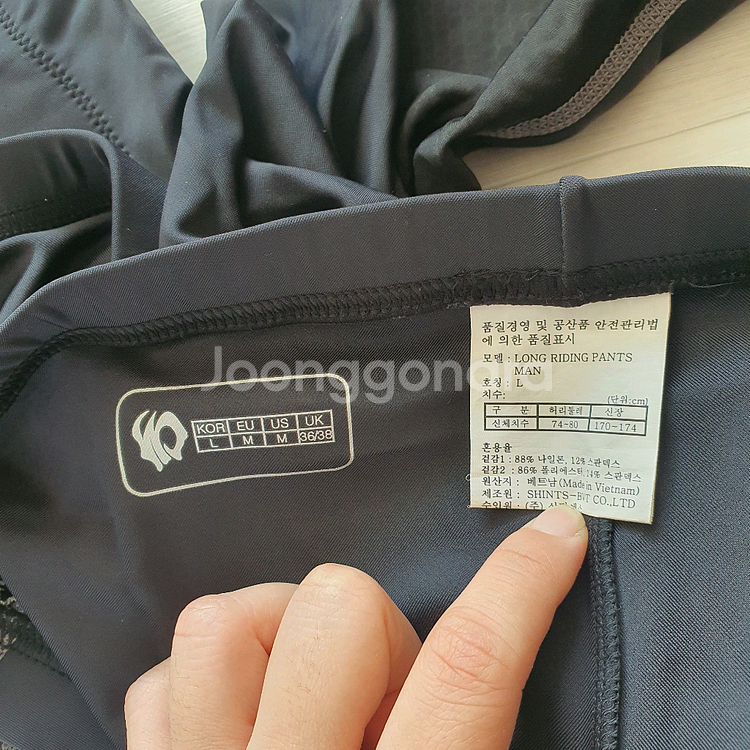 Joonggonara
KOR EU US UK
L M M 36/38
품질경영 및 공산품 안전관리법
에 의한 품질표시
모델 : LONG RIDING PANTS
MAN
호칭 : L
치수: (단위:cm)
구 분 허리둘레 신장
신체치수 74-80 170-174
혼용율
겉감1 : 88% 나일론, 12% 스판덱스
겉감2 : 86% 폴리에스터, 14% 스판덱스
원산지 : 베트남(Made in Vietnam)
제조원 : SHINTS-BVT CO.,LTD
수입원 : (주)